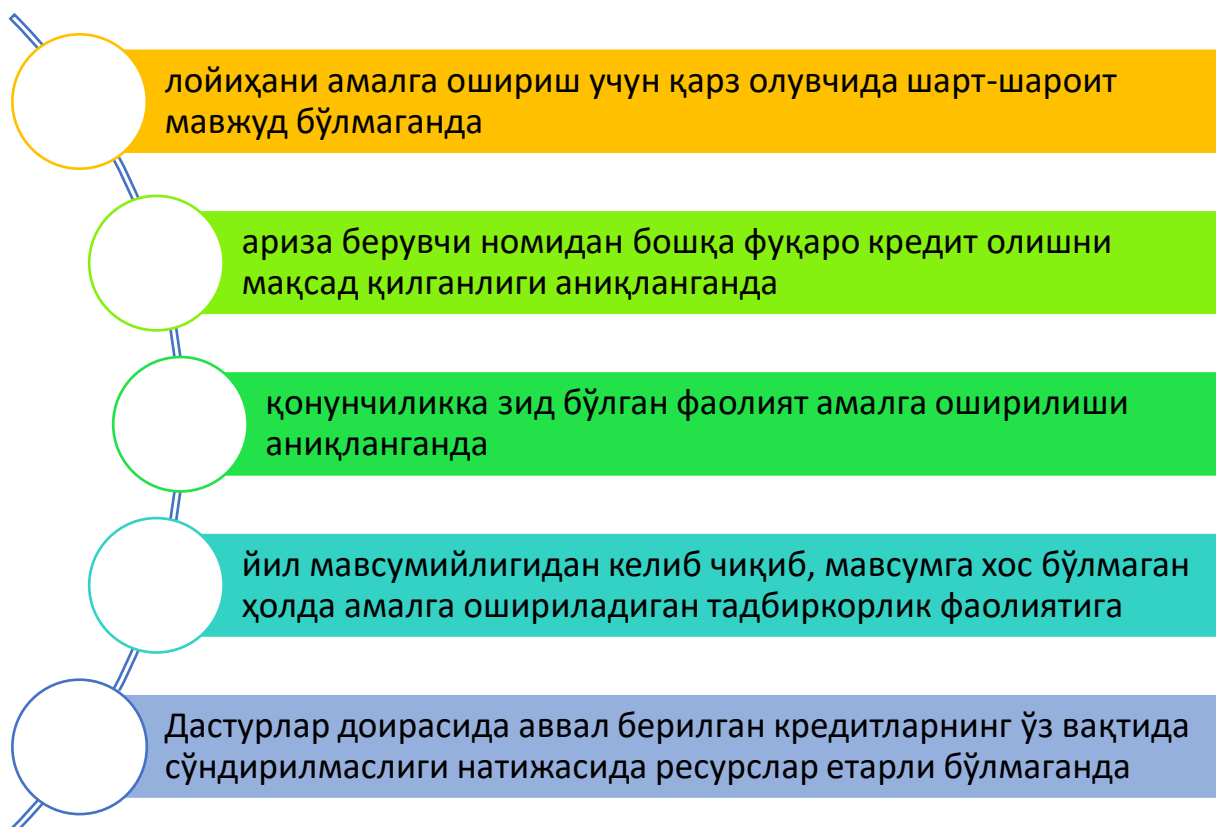 лойиҳани амалга ошириш учун қарз олувчида шарт-шароит
мавжуд бўлмаганда
ариза берувчи номидан бошқа фуқаро кредит олишни
мақсад қилганлиги аниқланганда
қонунчиликка зид бўлган фаолият амалга оширилиши
аниқланганда
йил мавсумийлигидан келиб чиқиб, мавсумга хос бўлмаган
ҳолда амалга ошириладиган тадбиркорлик фаолиятига
Дастурлар доирасида аввал берилган кредитларнинг ўз вақтида
сўндирилмаслиги натижасида ресурслар етарли бўлмаганда